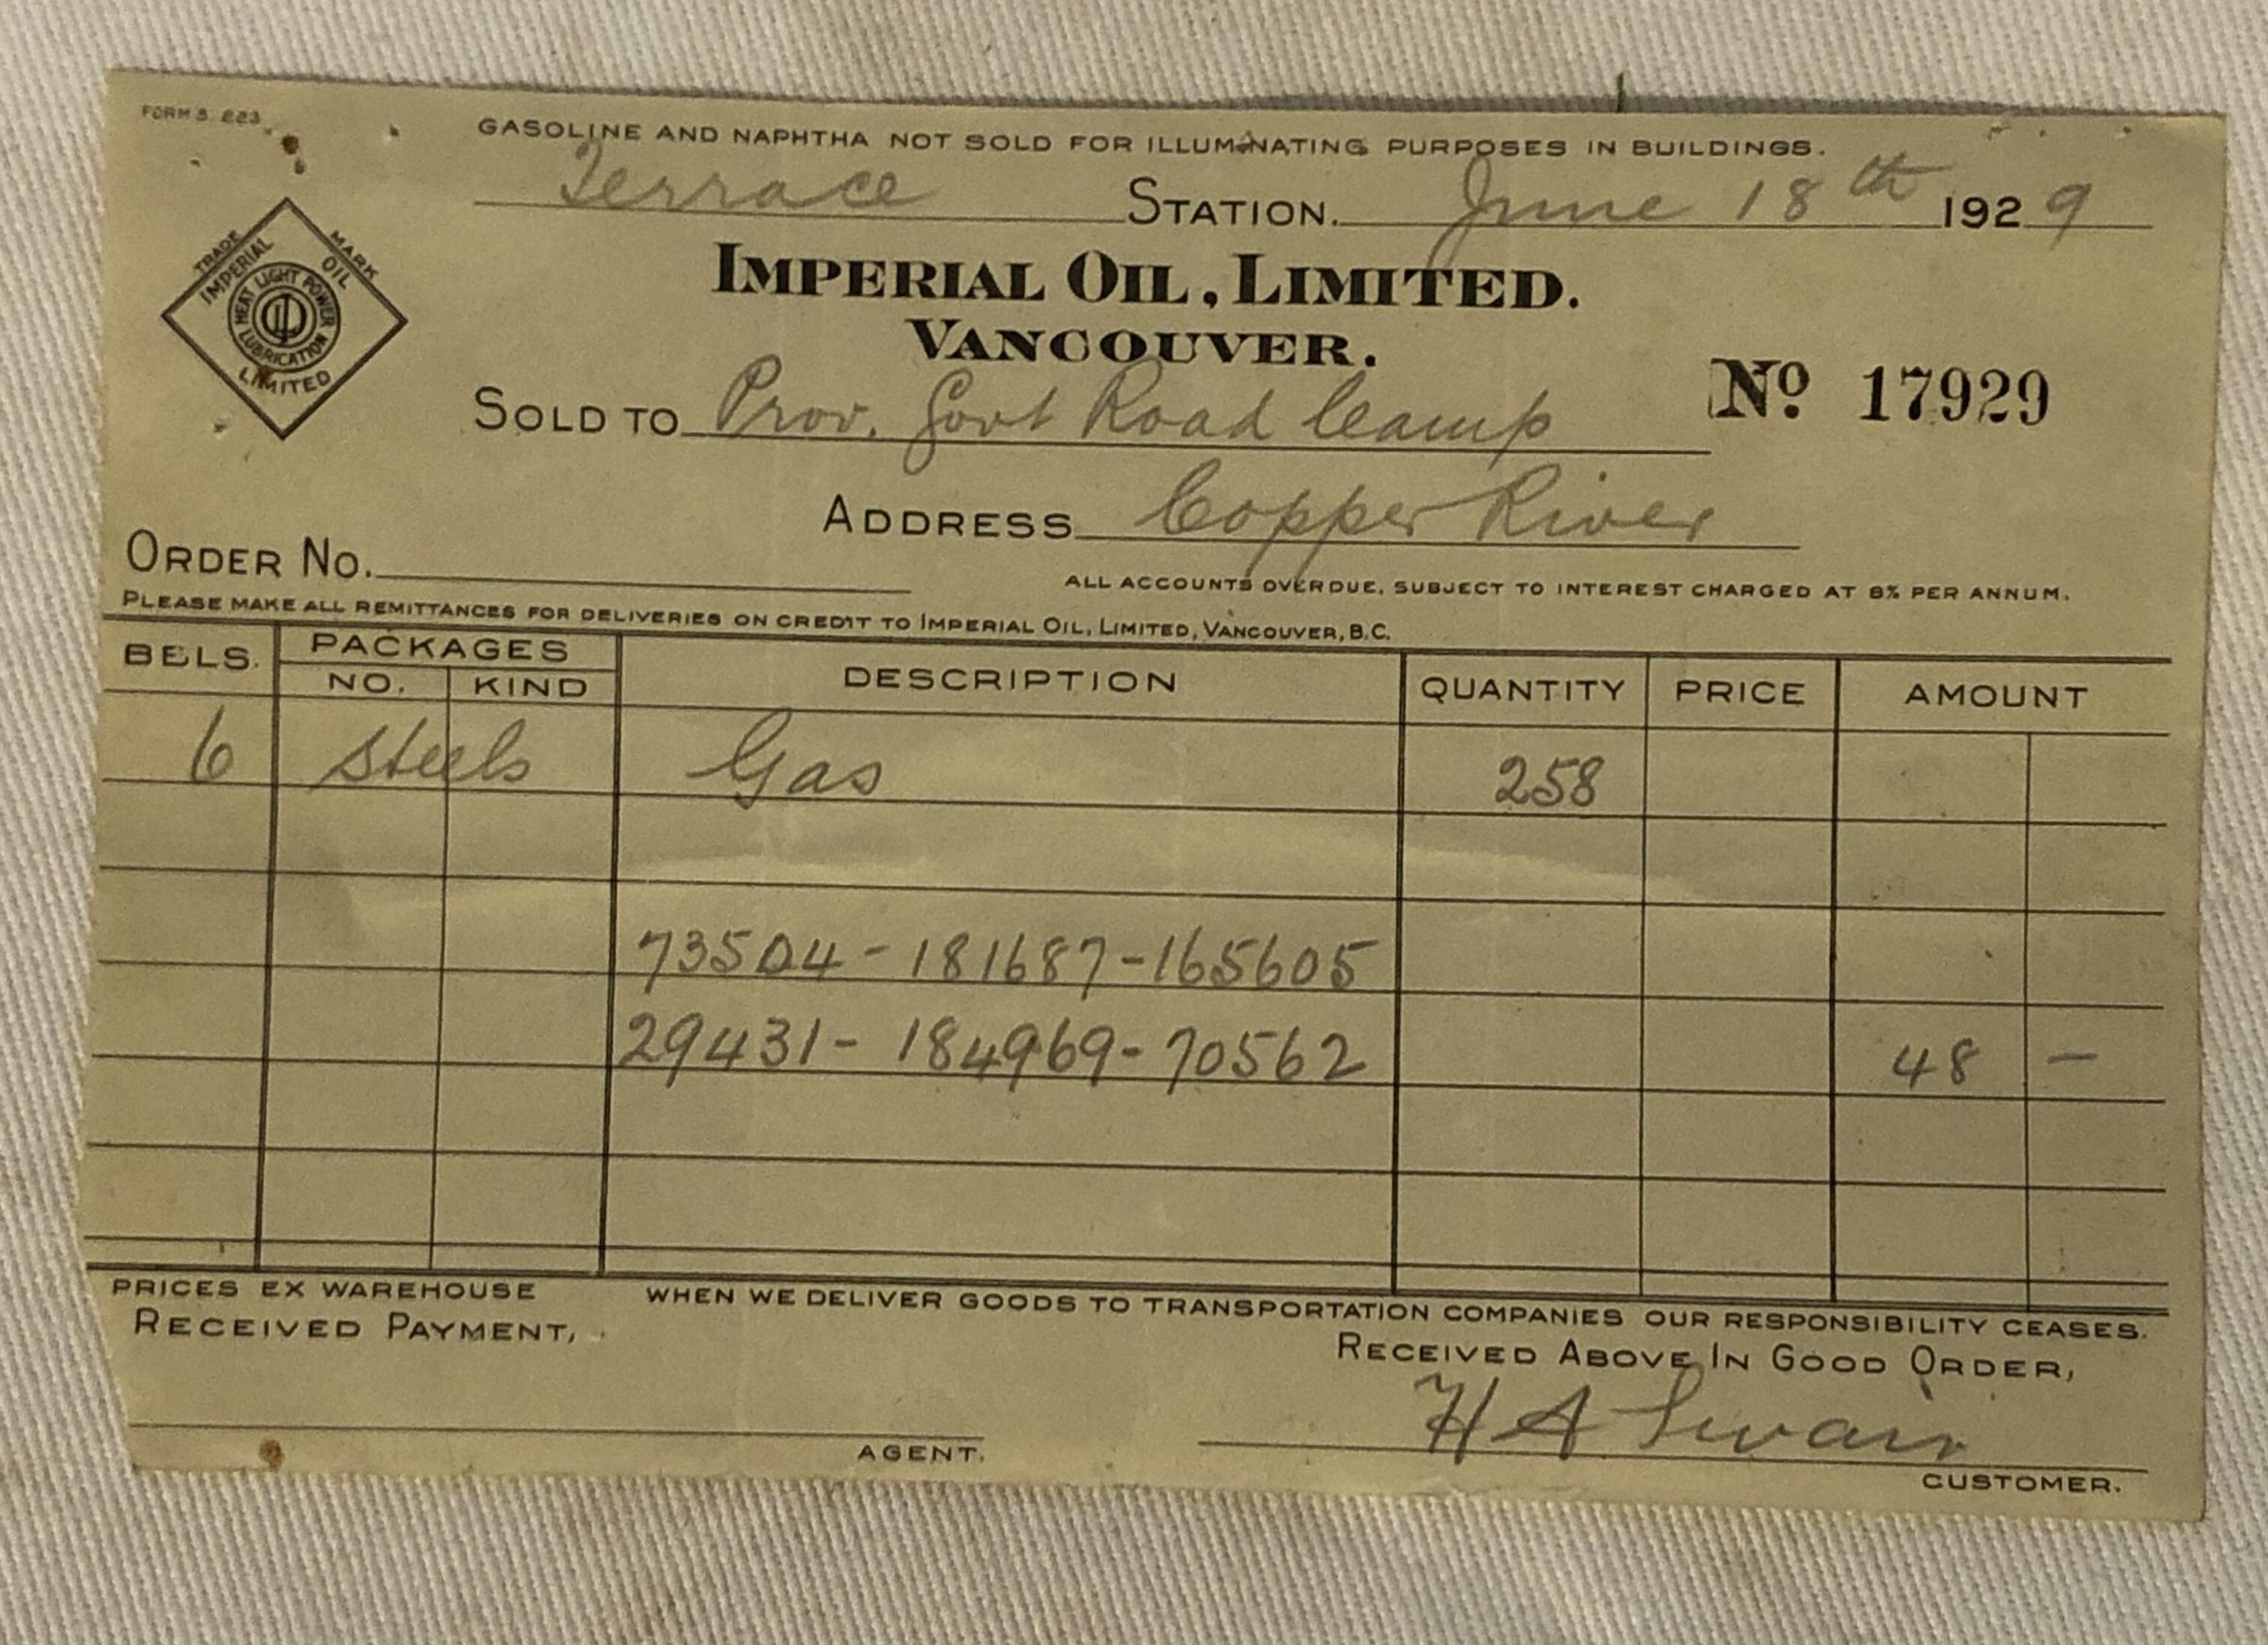 FORM S. 223
GASOLINE AND NAPHTHA NOT SOLD FOR ILLUMINATING PURPOSES IN BUILDINGS.
Terrace STATION. June 18th 1929
TRADE MARK
IMPERIAL OIL
HEAT LIGHT POWER
LUBRICATION
LIMITED
IMPERIAL OIL, LIMITED.
VANCOUVER.
No 17929
SOLD TO Prov. Govt Road Camp
ADDRESS Copper River
ORDER NO.
ALL ACCOUNTS OVERDUE, SUBJECT TO INTEREST CHARGED AT 8% PER ANNUM.
PLEASE MAKE ALL REMITTANCES FOR DELIVERIES ON CREDIT TO IMPERIAL OIL, LIMITED, VANCOUVER, B.C.
BELS. PACKAGES DESCRIPTION QUANTITY PRICE AMOUNT
NO. KIND
6 steels Gas 258
73504 - 181687 - 165605
29431 - 184969 - 70562 48 —
PRICES EX WAREHOUSE WHEN WE DELIVER GOODS TO TRANSPORTATION COMPANIES OUR RESPONSIBILITY CEASES.
RECEIVED PAYMENT, RECEIVED ABOVE IN GOOD ORDER,
H A Swain
AGENT. CUSTOMER.